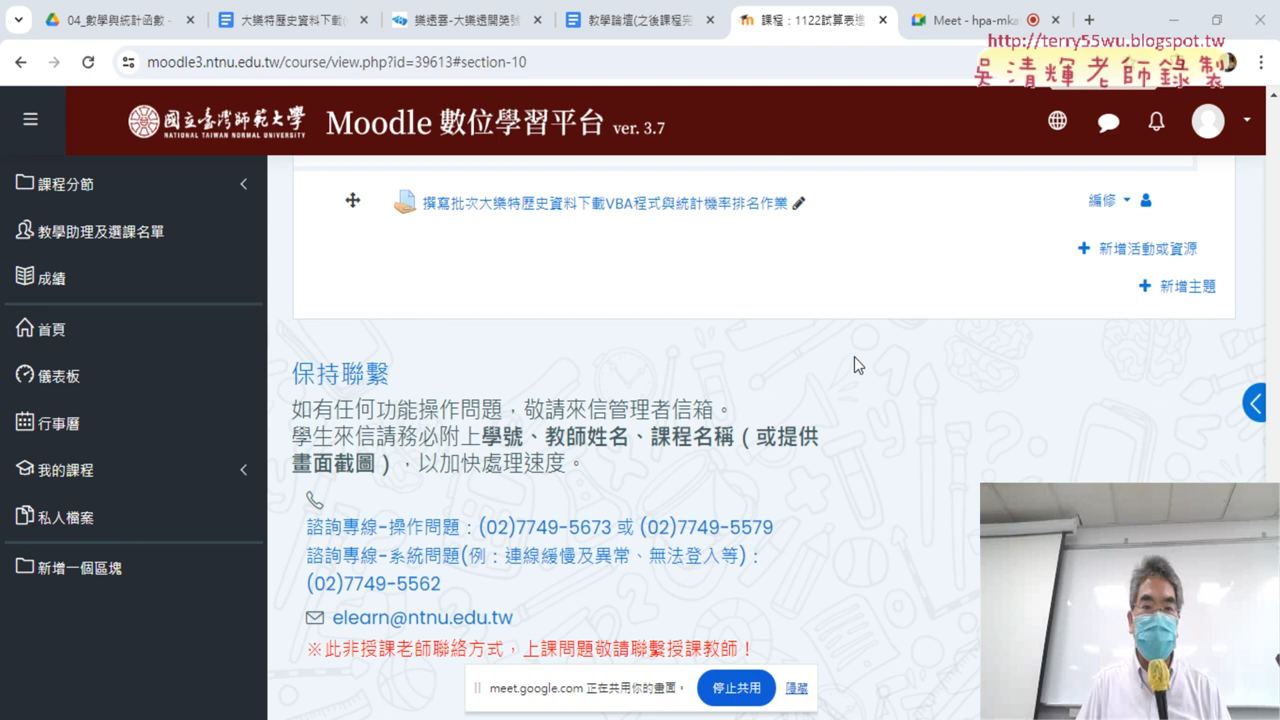 04_數學與統計函數 -
大樂特歷史資料下載(
樂透雲-大樂透開獎號
教學論壇(之後課程完
課程：1122試算表進
Meet - hpa-mka
http://terry55wu.blogspot.tw
moodle3.ntnu.edu.tw/course/view.php?id=39613#section-10
吳清輝老師錄製
國立臺灣師範大學
NATIONAL TAIWAN NORMAL UNIVERSITY
Moodle 數位學習平台 ver. 3.7
課程分節
教學助理及選課名單
成績
首頁
儀表板
行事曆
我的課程
私人檔案
新增一個區塊
撰寫批次大樂特歷史資料下載VBA程式與統計機率排名作業
編修
新增活動或資源
新增主題
保持聯繫
如有任何功能操作問題，敬請來信管理者信箱。
學生來信請務必附上學號、教師姓名、課程名稱（或提供
畫面截圖），以加快處理速度。
諮詢專線-操作問題：(02)7749-5673 或 (02)7749-5579
諮詢專線-系統問題(例：連線緩慢及異常、無法登入等)：
(02)7749-5562
elearn@ntnu.edu.tw
※此非授課老師聯絡方式，上課問題敬請聯繫授課教師！
meet.google.com 正在共用你的畫面。
停止共用
隱藏